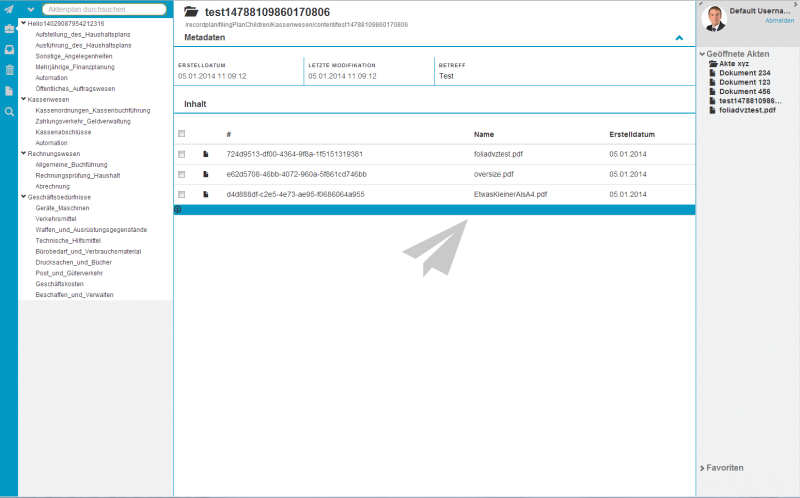 Aktenplan durchsuchen
Hello14029087954212316
Aufstellung_des_Haushaltsplans
Ausführung_des_Haushaltsplans
Sonstige_Angelegenheiten
Mehrjährige_Finanzplanung
Automation
Öffentliches_Auftragswesen
Kassenwesen
Kassenordnungen_Kassenbuchführung
Zahlungsverkehr_Geldverwaltung
Kassenabschlüsse
Automation
Rechnungswesen
Allgemeine_Buchführung
Rechnungsprüfung_Haushalt
Abrechnung
Geschäftsbedürfnisse
Geräte_Maschinen
Verkehrsmittel
Waffen_und_Ausrüstungsgegenstände
Technische_Hilfsmittel
Bürobedarf_und_Verbrauchsmaterial
Drucksachen_und_Bücher
Post_und_Güterverkehr
Geschäftskosten
Beschaffen_und_Verwalten
test14788109860170806
/recordplan/filingPlanChildren/Kassenwesen/content/test14788109860170806
Metadaten
ERSTELLDATUM LETZTE MODIFIKATION BETREFF
05.01.2014 11:09:12 05.01.2014 11:09:12 Test
Inhalt
# Name Erstelldatum
724d9513-df00-4364-9f8a-1f5151319381 foliadvztest.pdf 05.01.2014
e62d5706-46bb-4072-960a-5f861cd746bb oversize.pdf 05.01.2014
d4d888df-c2e5-4e73-ae95-f0686064a955 EtwasKleinerAlsA4.pdf 05.01.2014
Default Userna...
Abmelden
Geöffnete Akten
Akte xyz
Dokument 234
Dokument 123
Dokument 456
test1478810986...
foliadvztest.pdf
Favoriten